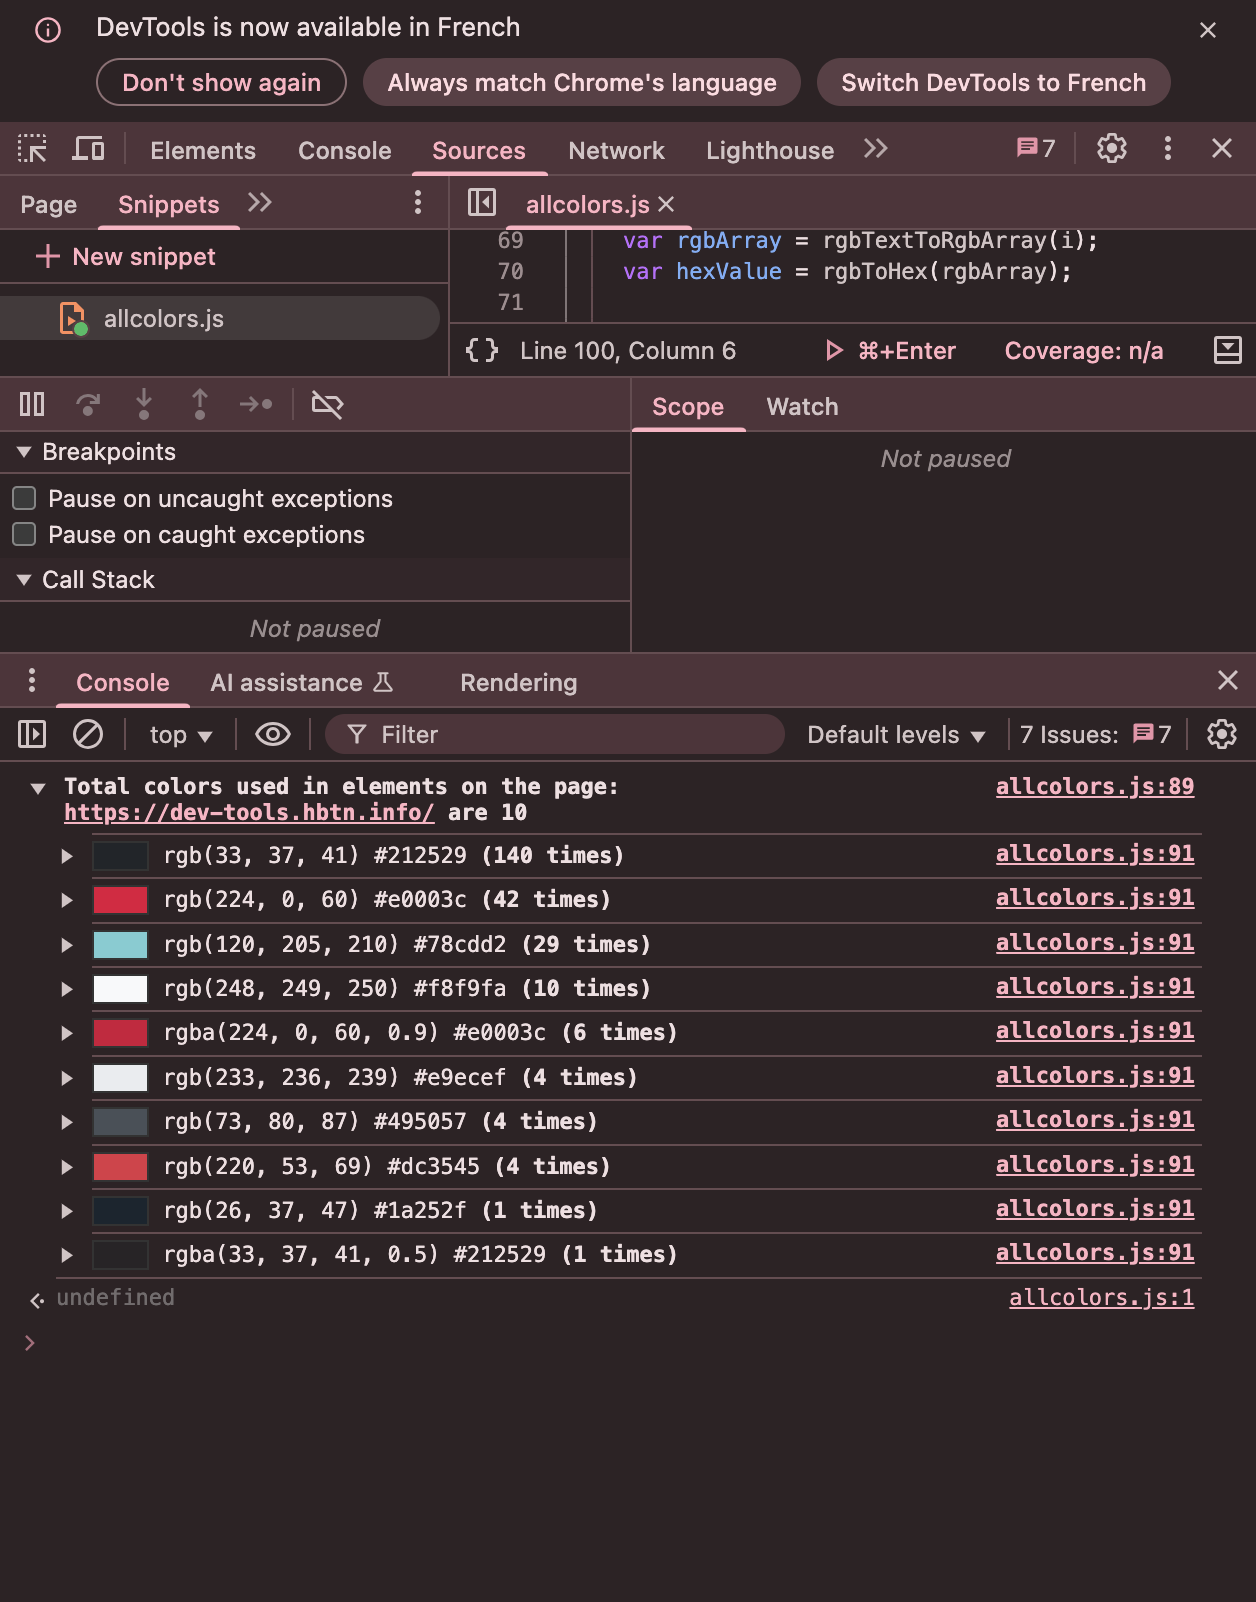 DevTools is now available in French
Don't show again
Always match Chrome's language
Switch DevTools to French
Elements Console Sources Network Lighthouse 7
Page Snippets
allcolors.js
New snippet
allcolors.js
69 var rgbArray = rgbTextToRgbArray(i);
70 var hexValue = rgbToHex(rgbArray);
71
{ } Line 100, Column 6 ⌘+Enter Coverage: n/a
Scope Watch
Breakpoints
Not paused
Pause on uncaught exceptions
Pause on caught exceptions
Call Stack
Not paused
Console AI assistance Rendering
top Filter Default levels 7 Issues: 7
Total colors used in elements on the page: allcolors.js:89
https://dev-tools.hbtn.info/ are 10
rgb(33, 37, 41) #212529 (140 times) allcolors.js:91
rgb(224, 0, 60) #e0003c (42 times) allcolors.js:91
rgb(120, 205, 210) #78cdd2 (29 times) allcolors.js:91
rgb(248, 249, 250) #f8f9fa (10 times) allcolors.js:91
rgba(224, 0, 60, 0.9) #e0003c (6 times) allcolors.js:91
rgb(233, 236, 239) #e9ecef (4 times) allcolors.js:91
rgb(73, 80, 87) #495057 (4 times) allcolors.js:91
rgb(220, 53, 69) #dc3545 (4 times) allcolors.js:91
rgb(26, 37, 47) #1a252f (1 times) allcolors.js:91
rgba(33, 37, 41, 0.5) #212529 (1 times) allcolors.js:91
undefined allcolors.js:1